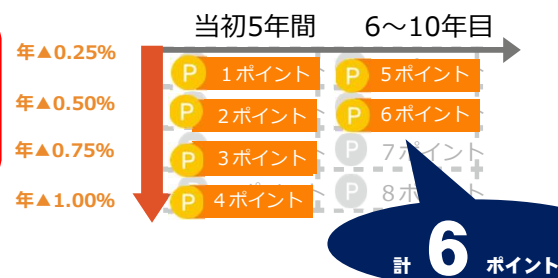 当初5年間 6～10年目
年▲0.25% P 1ポイント P 5ポイント
年▲0.50% P 2ポイント P 6ポイント
年▲0.75% P 3ポイント P 7ポイント
年▲1.00% P 4ポイント P 8ポ
計 6 ポイント